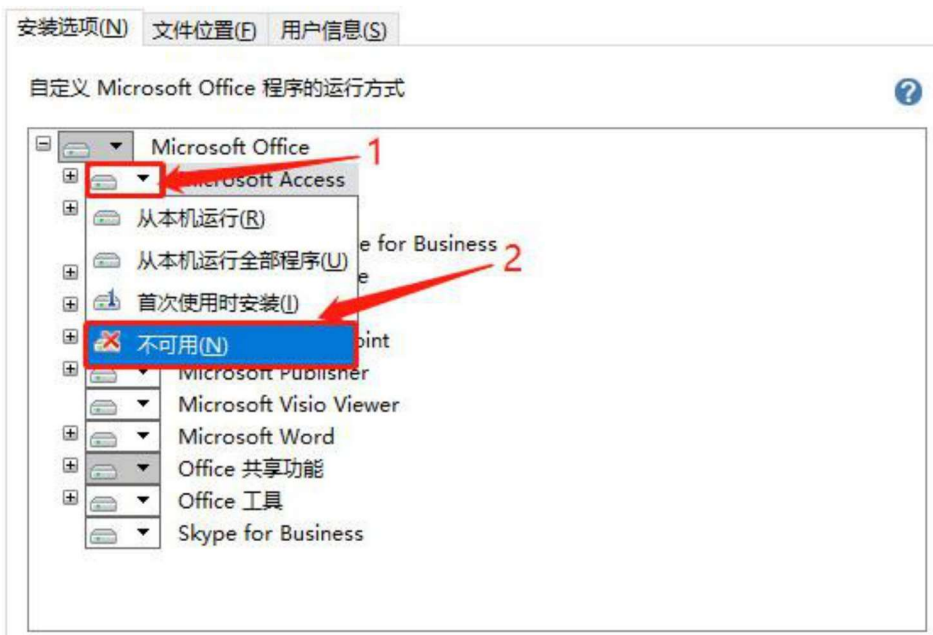 安装选项(N) 文件位置(F) 用户信息(S)
自定义 Microsoft Office 程序的运行方式
Microsoft Office
1
Microsoft Access
从本机运行(R)
e for Business
从本机运行全部程序(U)
2
e
首次使用时安装(I)
不可用(N)
oint
Microsoft Publisher
Microsoft Visio Viewer
Microsoft Word
Office 共享功能
Office 工具
Skype for Business